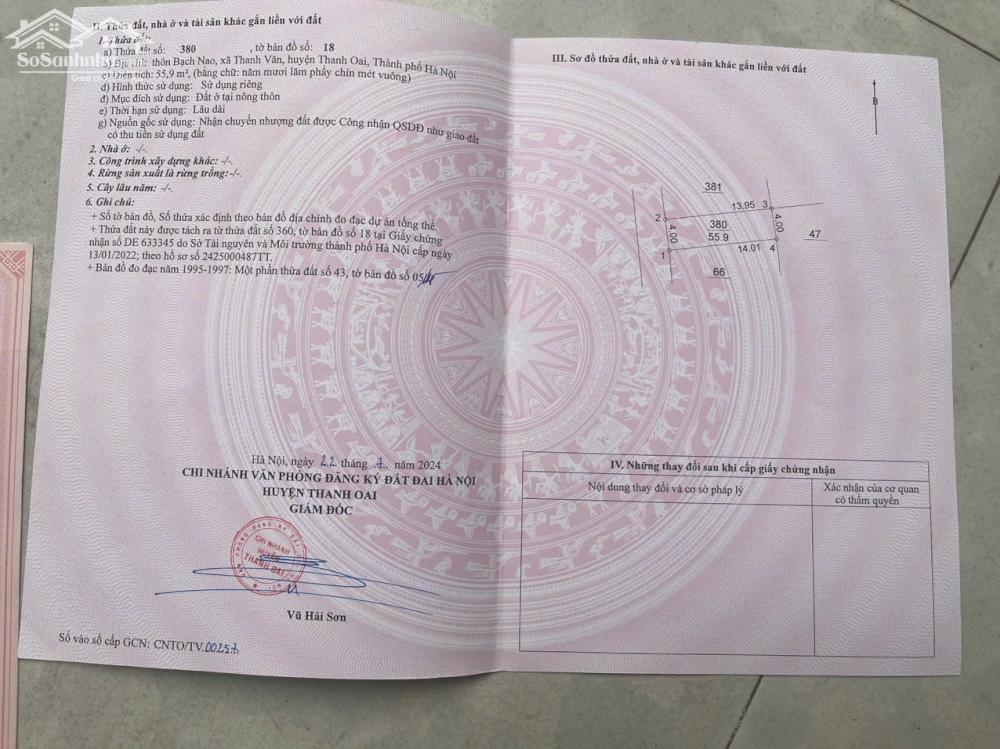 SoSanhnha
II. Thửa đất, nhà ở và tài sản khác gắn liền với đất
1. Thửa đất:
a) Thửa đất số: 380 , tờ bản đồ số: 18
b) Địa chỉ: thôn Bạch Nao, xã Thanh Văn, huyện Thanh Oai, Thành phố Hà Nội
c) Diện tích: 55,9 m², (bằng chữ: năm mươi lăm phẩy chín mét vuông)
d) Hình thức sử dụng: Sử dụng riêng
đ) Mục đích sử dụng: Đất ở tại nông thôn
e) Thời hạn sử dụng: Lâu dài
g) Nguồn gốc sử dụng: Nhận chuyển nhượng đất được Công nhận QSDĐ như giao đất
có thu tiền sử dụng đất
2. Nhà ở: -/-.
3. Công trình xây dựng khác: -/-.
4. Rừng sản xuất là rừng trồng:-/-.
5. Cây lâu năm: -/-.
6. Ghi chú:
+ Số tờ bản đồ, Số thửa xác định theo bản đồ địa chính đo đạc dự án tổng thể.
+ Thửa đất này được tách ra từ thửa đất số 360, tờ bản đồ số 18 tại Giấy chứng
nhận số DE 633345 do Sở Tài nguyên và Môi trường thành phố Hà Nội cấp ngày
13/01/2022; theo hồ sơ số 2425000487TT.
+ Bản đồ đo đạc năm 1995-1997: Một phần thửa đất số 43, tờ bản đồ số 05
Hà Nội, ngày 22 tháng 7 năm 2024
CHI NHÁNH VĂN PHÒNG ĐĂNG KÝ ĐẤT ĐAI HÀ NỘI
HUYỆN THANH OAI
GIÁM ĐỐC
CHI NHÁNH
HUYỆN
THANH OAI
Vũ Hải Sơn
Số vào sổ cấp GCN: CNTO/TV.00257
III. Sơ đồ thửa đất, nhà ở và tài sản khác gắn liền với đất
B
381
13.95 3
2
380
4.00
4.00
55.9
47
1
14.01 4
66
IV. Những thay đổi sau khi cấp giấy chứng nhận
Nội dung thay đổi và cơ sở pháp lý
Xác nhận của cơ quan
có thẩm quyền